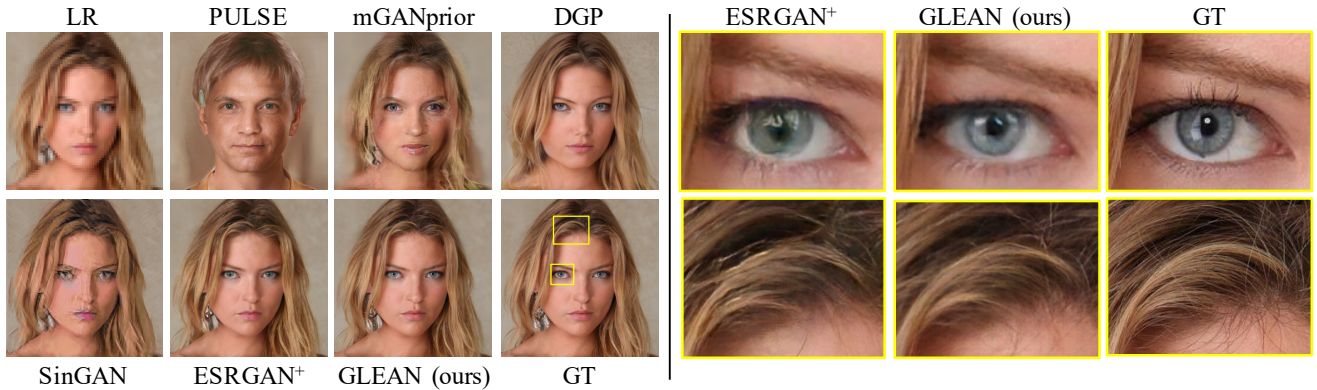 LR PULSE mGANprior DGP
ESRGAN+ GLEAN (ours) GT
SinGAN ESRGAN+ GLEAN (ours) GT